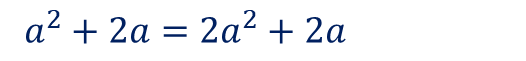 a² + 2a = 2a² + 2a